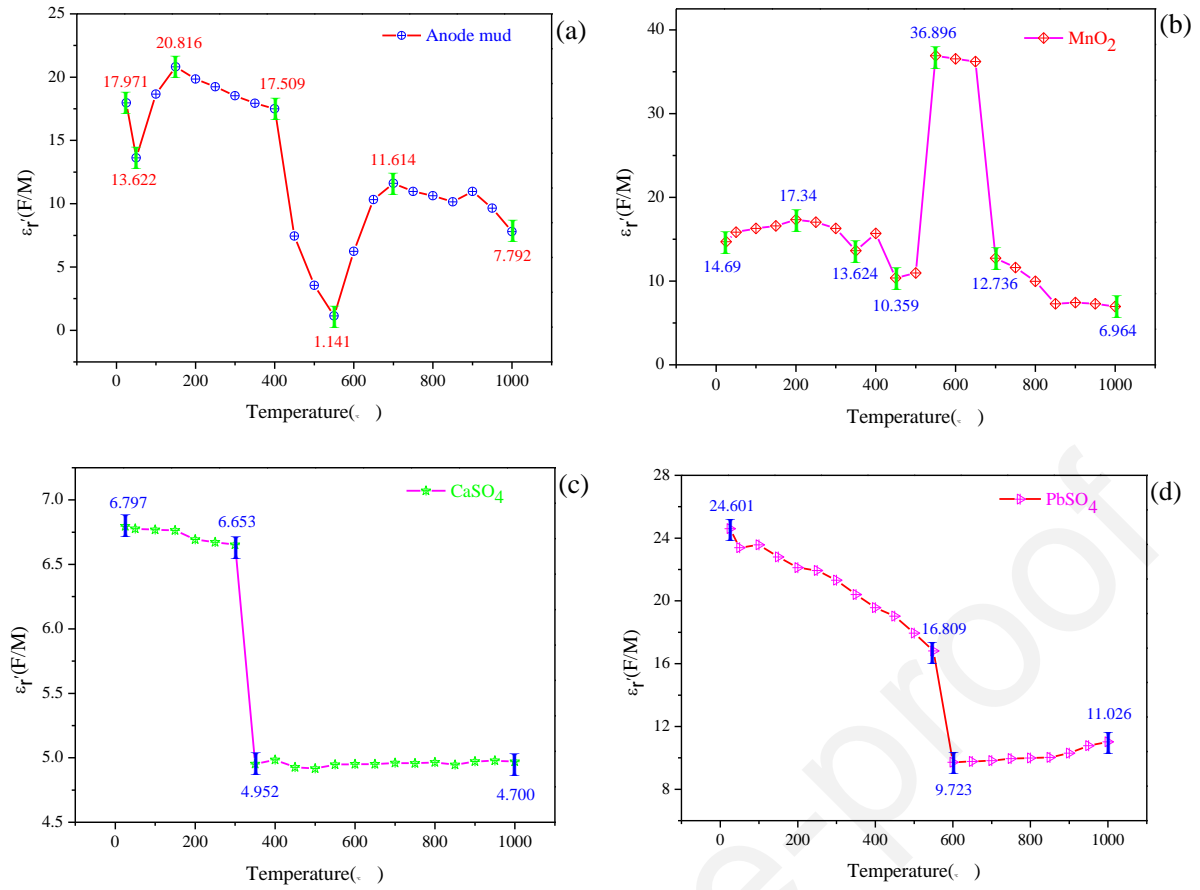 (a)
Anode mud
25
20
15
10
5
0
εr′(F/M)
17.971
13.622
20.816
17.509
1.141
11.614
7.792
0 200 400 600 800 1000
Temperature( )
(b)
MnO2
40
30
20
10
0
εr′(F/M)
14.69
17.34
13.624
10.359
36.896
12.736
6.964
0 200 400 600 800 1000
Temperature( )
(c)
CaSO4
7.0
6.5
6.0
5.5
5.0
4.5
εr′(F/M)
6.797
6.653
4.952
4.700
0 200 400 600 800 1000
Temperature( )
(d)
PbSO4
28
24
20
16
12
8
εr′(F/M)
24.601
16.809
9.723
11.026
0 200 400 600 800 1000
Temperature( )
e-proof